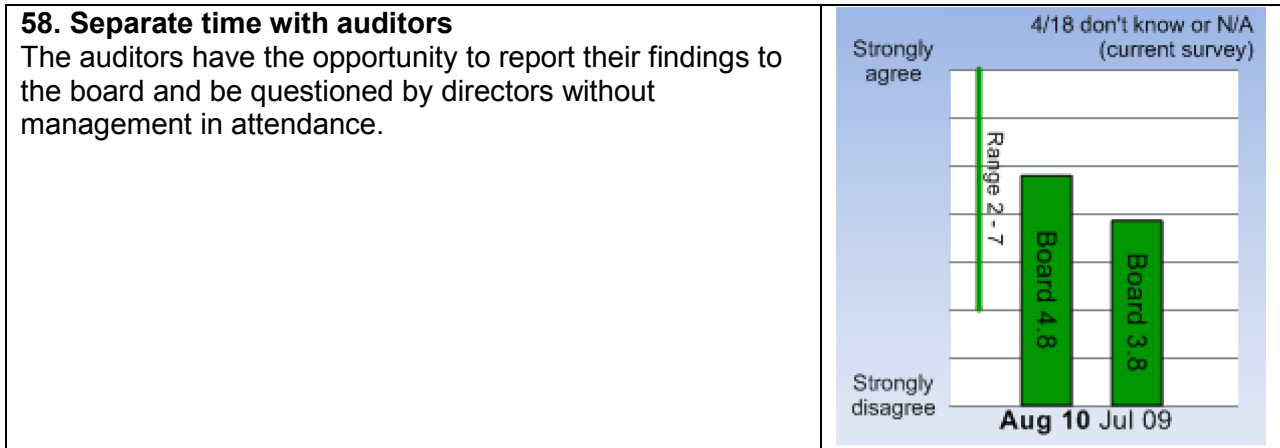 58. Separate time with auditors
The auditors have the opportunity to report their findings to
the board and be questioned by directors without
management in attendance.
4/18 don't know or N/A
(current survey)
Strongly
agree
Range 2 - 7
Board 4.8
Board 3.8
Strongly
disagree
Aug 10 Jul 09